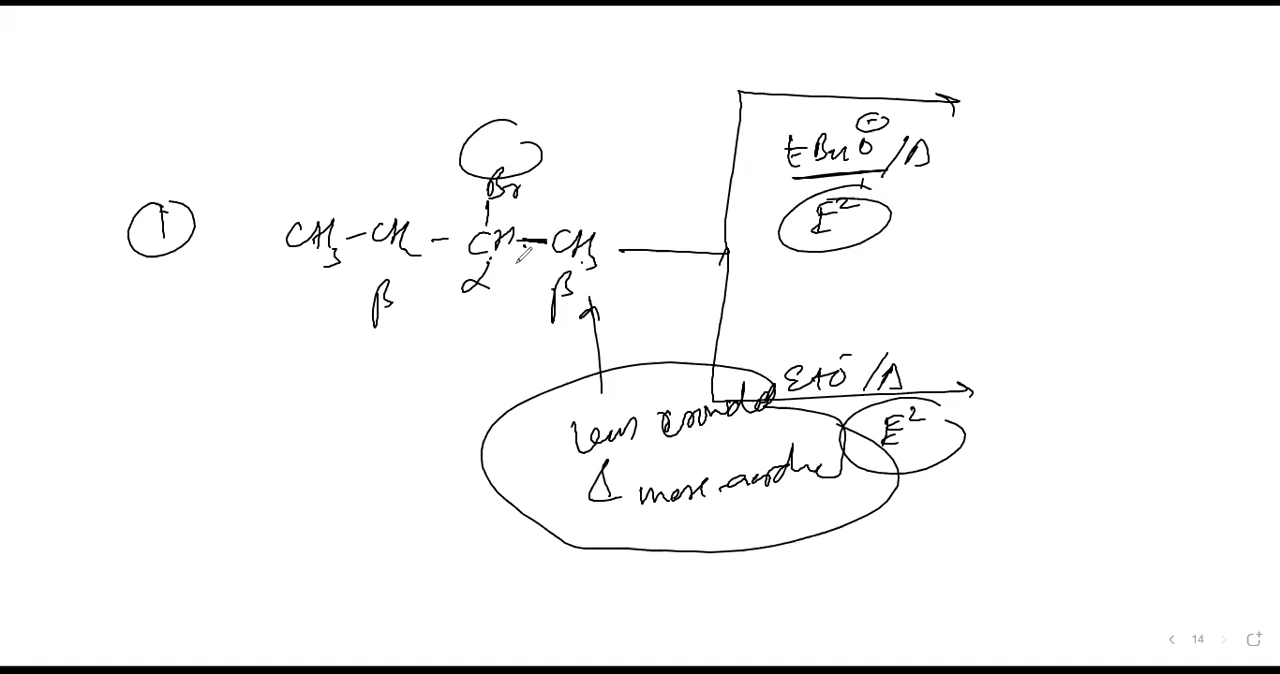 1
Br
CH3-CH2-CH-CH3
β α β
tBuO⊖/Δ
E2
EtO-/Δ
E2
less crowded
& more acidic
14